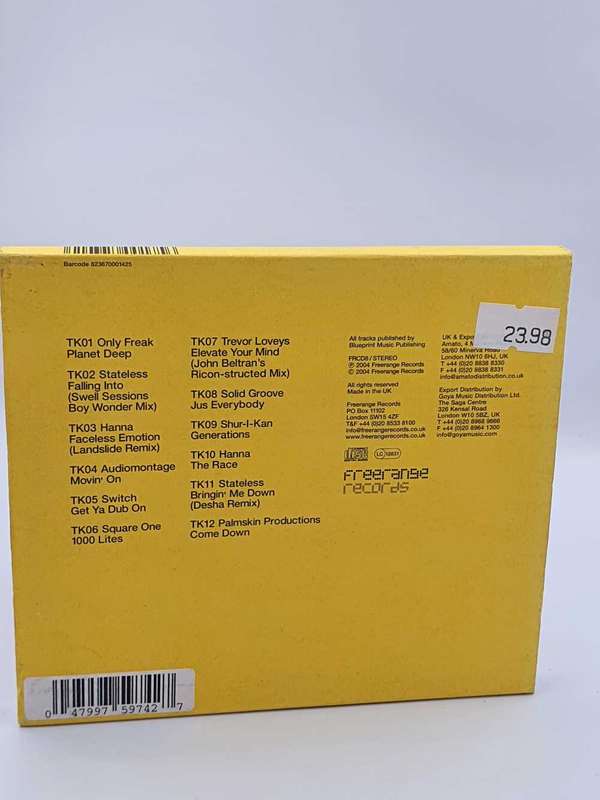 Barcode 823670001425
TK01 Only Freak
Planet Deep
TK02 Stateless
Falling Into
(Swell Sessions
Boy Wonder Mix)
TK03 Hanna
Faceless Emotion
(Landslide Remix)
TK04 Audiomontage
Movin' On
TK05 Switch
Get Ya Dub On
TK06 Square One
1000 Lites
TK07 Trevor Loveys
Elevate Your Mind
(John Beltran's
Ricon-structed Mix)
TK08 Solid Groove
Jus Everybody
TK09 Shur-I-Kan
Generations
TK10 Hanna
The Race
TK11 Stateless
Bringin' Me Down
(Desha Remix)
TK12 Palmskin Productions
Come Down
All tracks published by
Blueprint Music Publishing
FRCD8 / STEREO
℗ 2004 Freerange Records
© 2004 Freerange Records
All rights reserved
Made in the UK
Freerange Records
PO Box 11102
London SW15 4ZF
T&F +44(0)20 8533 8100
info@freerangerecords.co.uk
www.freerangerecords.co.uk
LC 12831
freerange
records
UK & Expo
Amato, 4 M
58/60 Minerva Road
London NW10 6HJ, UK
T +44 (0)20 8838 8330
F +44 (0)20 8838 8331
info@amatodistribution.co.uk
Export Distribution by
Goya Music Distribution Ltd.
The Saga Centre
326 Kensal Road
London W10 5BZ, UK
T +44 (0)20 8968 9666
F +44 (0)20 8964 1300
info@goyamusic.com
23.98
0 47997 59742 7